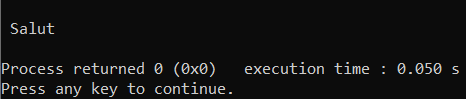 Salut
Process returned 0 (0x0)   execution time : 0.050 s
Press any key to continue.